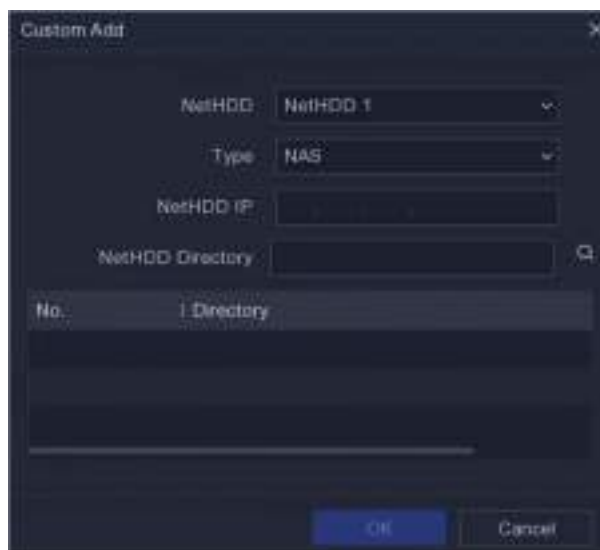 Custom Add
NetHDD NetHDD 1
Type NAS
NetHDD IP
NetHDD Directory
No. Directory
OK Cancel